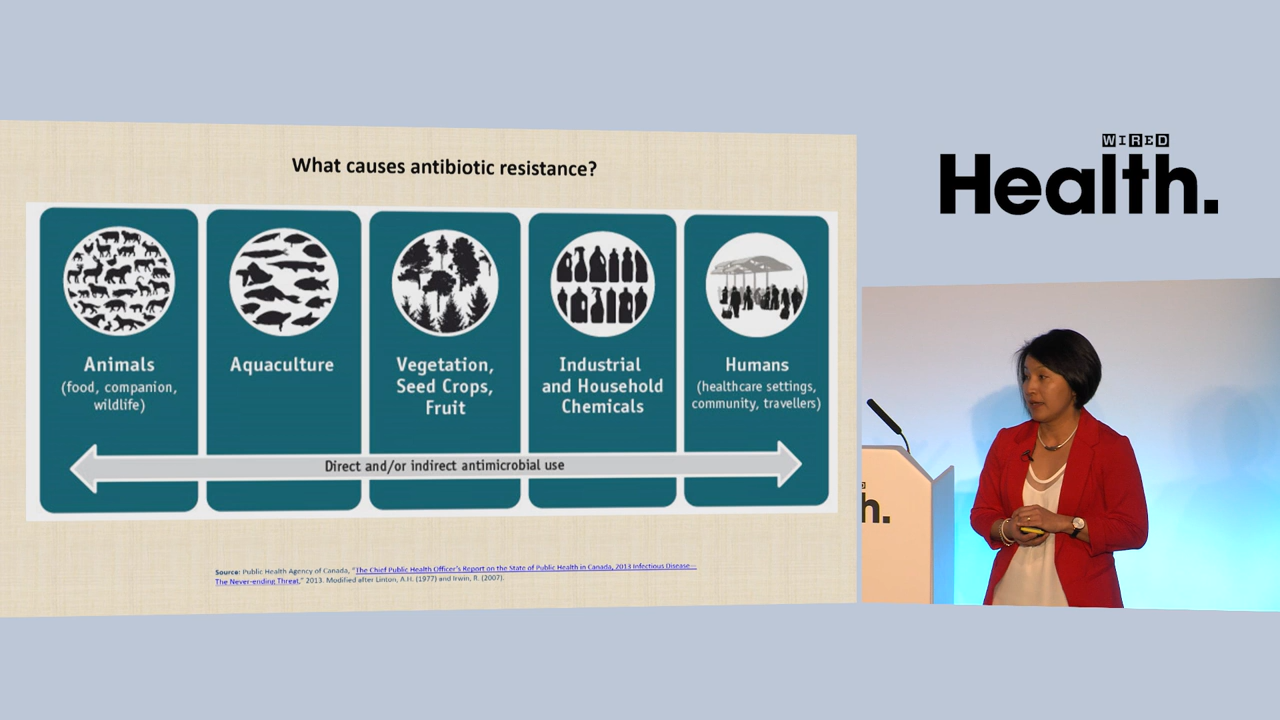 What causes antibiotic resistance?
Animals
(food, companion,
wildlife)
Aquaculture
Vegetation,
Seed Crops,
Fruit
Industrial
and Household
Chemicals
Humans
(healthcare settings,
community, travellers)
Direct and/or indirect antimicrobial use
Source: Public Health Agency of Canada, "The Chief Public Health Officer's Report on the State of Public Health in Canada, 2013 Infectious Disease—
The Never-ending Threat," 2013. Modified after Linton, A.H. (1977) and Irwin, R. (2007).
WIRED
Health.
h.